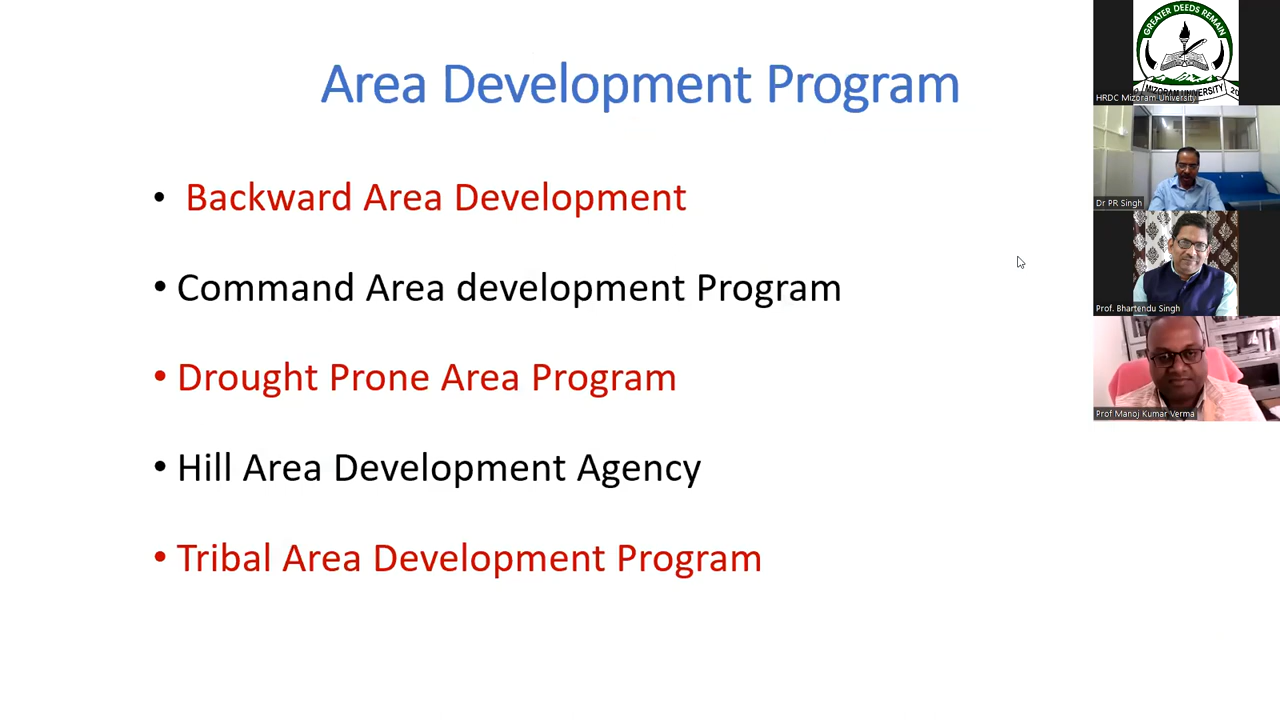 Area Development Program
• Backward Area Development
• Command Area development Program
• Drought Prone Area Program
• Hill Area Development Agency
• Tribal Area Development Program
GREATER DEEDS REMAIN
MIZORAM UNIVERSITY
HRDC Mizoram University
Dr PR Singh
Prof. Bhartendu Singh
Prof Manoj Kumar Verma